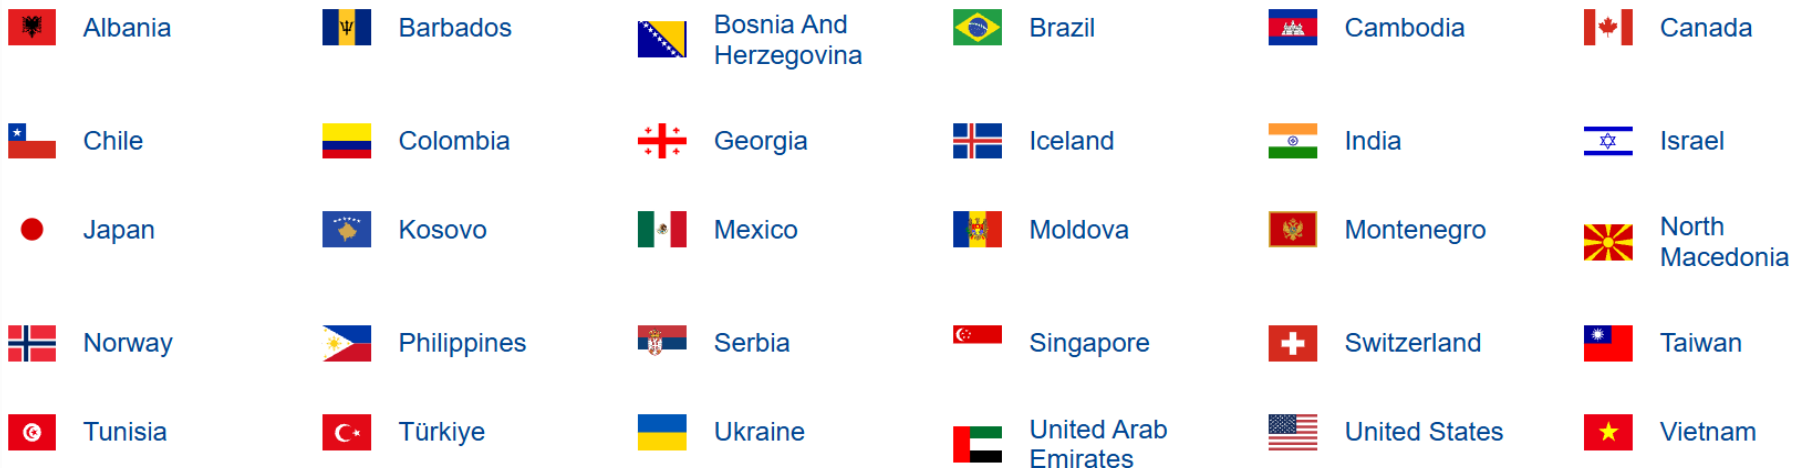 Albania
Barbados
Bosnia And
Herzegovina
Brazil
Cambodia
Canada
Chile
Colombia
Georgia
Iceland
India
Israel
Japan
Kosovo
Mexico
Moldova
Montenegro
North
Macedonia
Norway
Philippines
Serbia
Singapore
Switzerland
Taiwan
Tunisia
Türkiye
Ukraine
United Arab
Emirates
United States
Vietnam